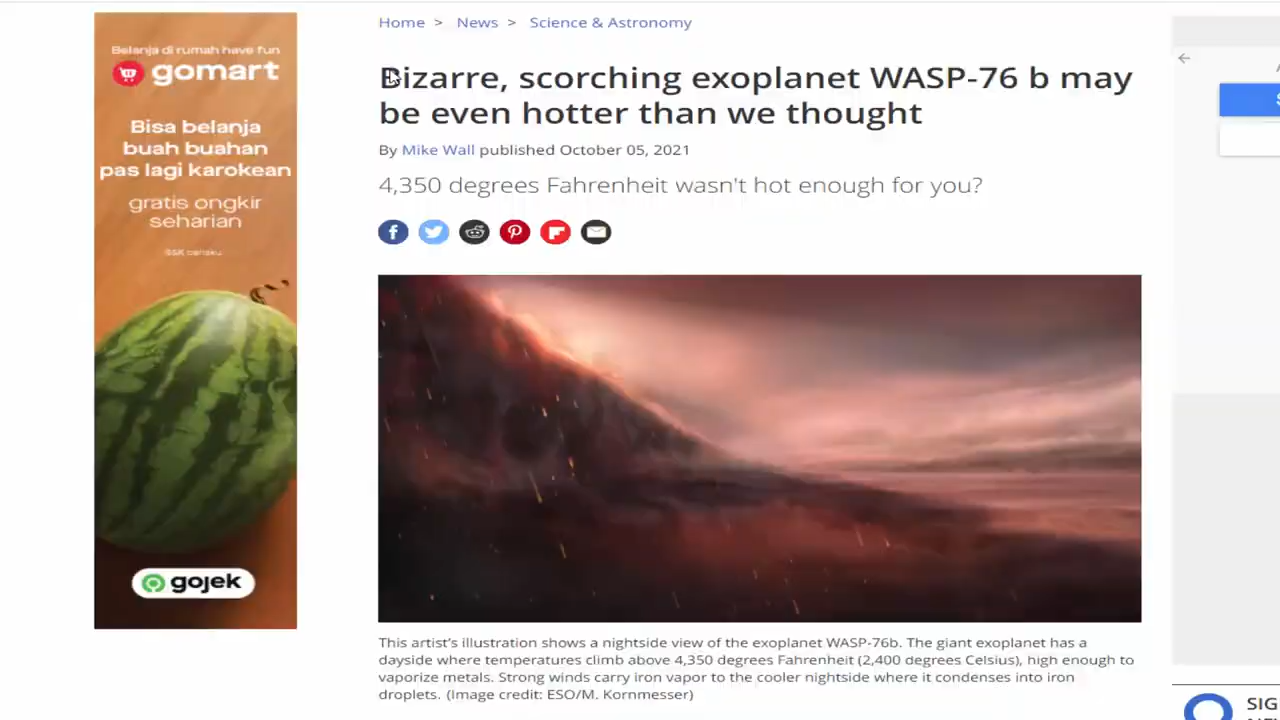 Home > News > Science & Astronomy
Bizarre, scorching exoplanet WASP-76 b may
be even hotter than we thought
By Mike Wall published October 05, 2021
4,350 degrees Fahrenheit wasn't hot enough for you?
This artist's illustration shows a nightside view of the exoplanet WASP-76b. The giant exoplanet has a
dayside where temperatures climb above 4,350 degrees Fahrenheit (2,400 degrees Celsius), high enough to
vaporize metals. Strong winds carry iron vapor to the cooler nightside where it condenses into iron
droplets. (Image credit: ESO/M. Kornmesser)
Belanja di rumah have fun
gomart
Bisa belanja
buah buahan
pas lagi karokean
gratis ongkir
seharian
gojek
SIG